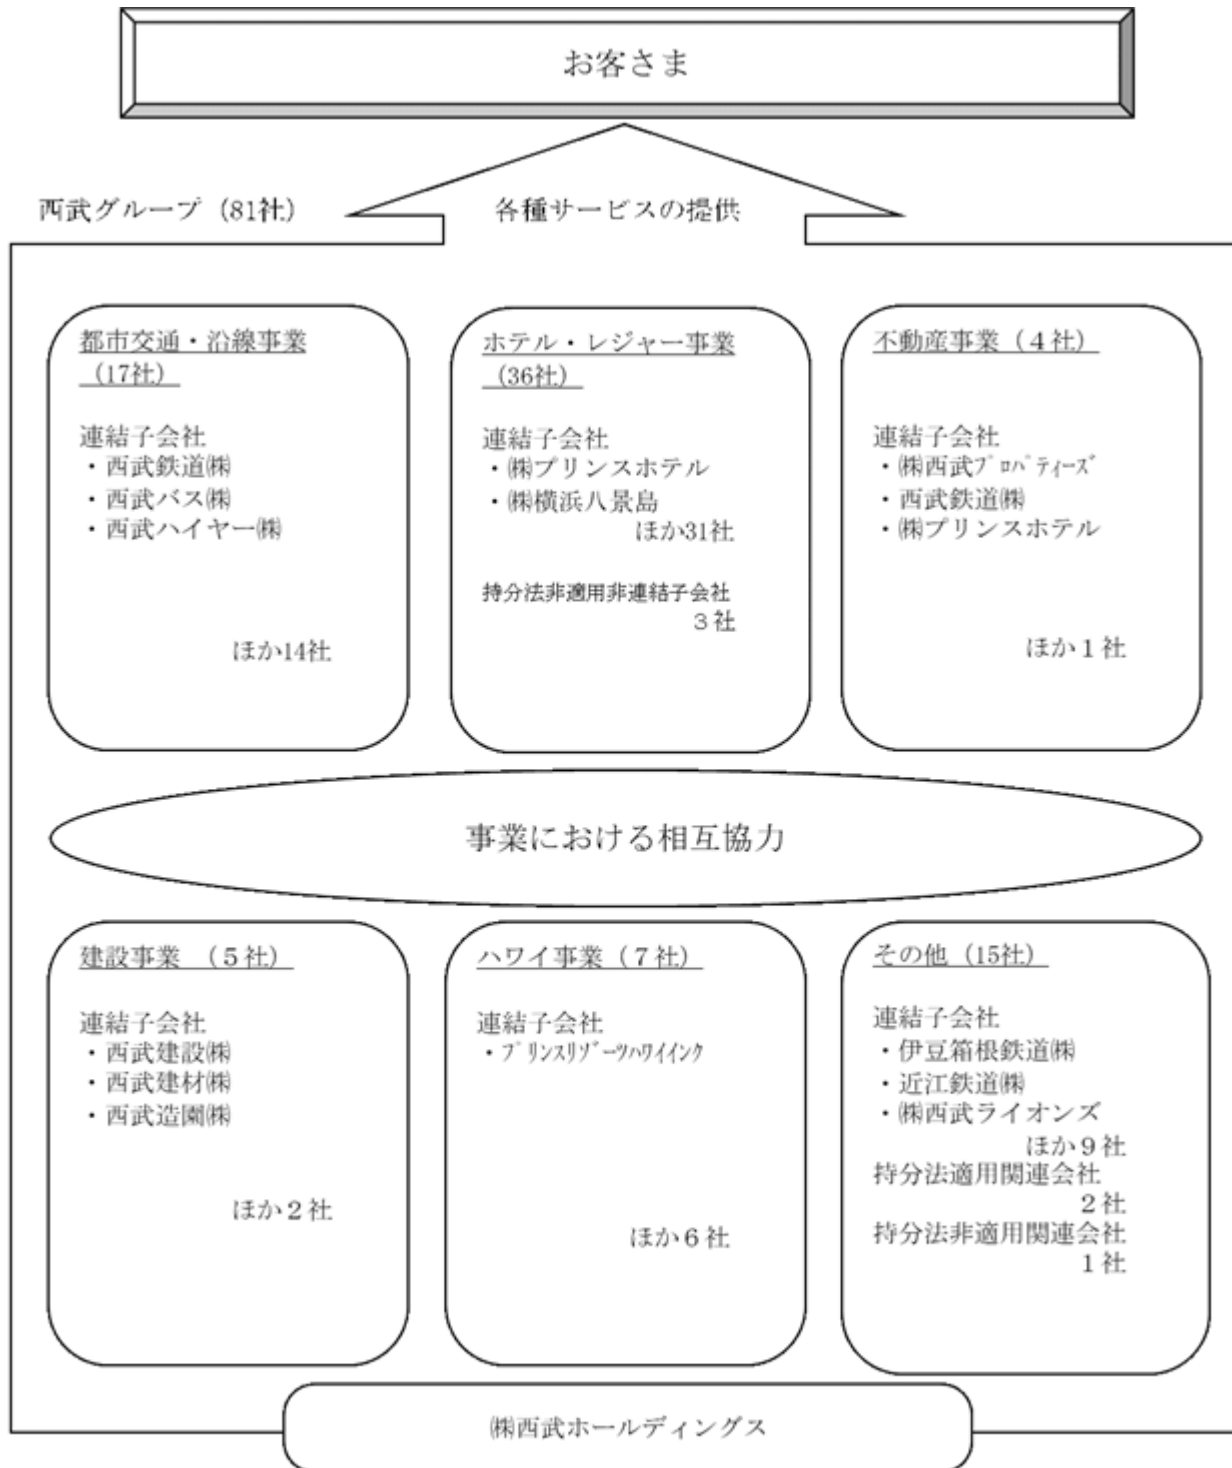 お客さま
西武グループ（81社）
各種サービスの提供
都市交通・沿線事業
（17社）
連結子会社
・西武鉄道㈱
・西武バス㈱
・西武ハイヤー㈱
ほか14社
ホテル・レジャー事業
（36社）
連結子会社
・㈱プリンスホテル
・㈱横浜八景島
ほか31社
持分法非適用非連結子会社
３社
不動産事業（４社）
連結子会社
・㈱西武ﾌﾟﾛﾊﾟﾃｨｰｽﾞ
・西武鉄道㈱
・㈱プリンスホテル
ほか１社
事業における相互協力
建設事業　（５社）
連結子会社
・西武建設㈱
・西武建材㈱
・西武造園㈱
ほか２社
ハワイ事業（７社）
連結子会社
・ﾌﾟﾘﾝｽﾘｿﾞｰﾂﾊﾜｲｲﾝｸ
ほか６社
その他（15社）
連結子会社
・伊豆箱根鉄道㈱
・近江鉄道㈱
・㈱西武ライオンズ
ほか９社
持分法適用関連会社
２社
持分法非適用関連会社
１社
㈱西武ホールディングス